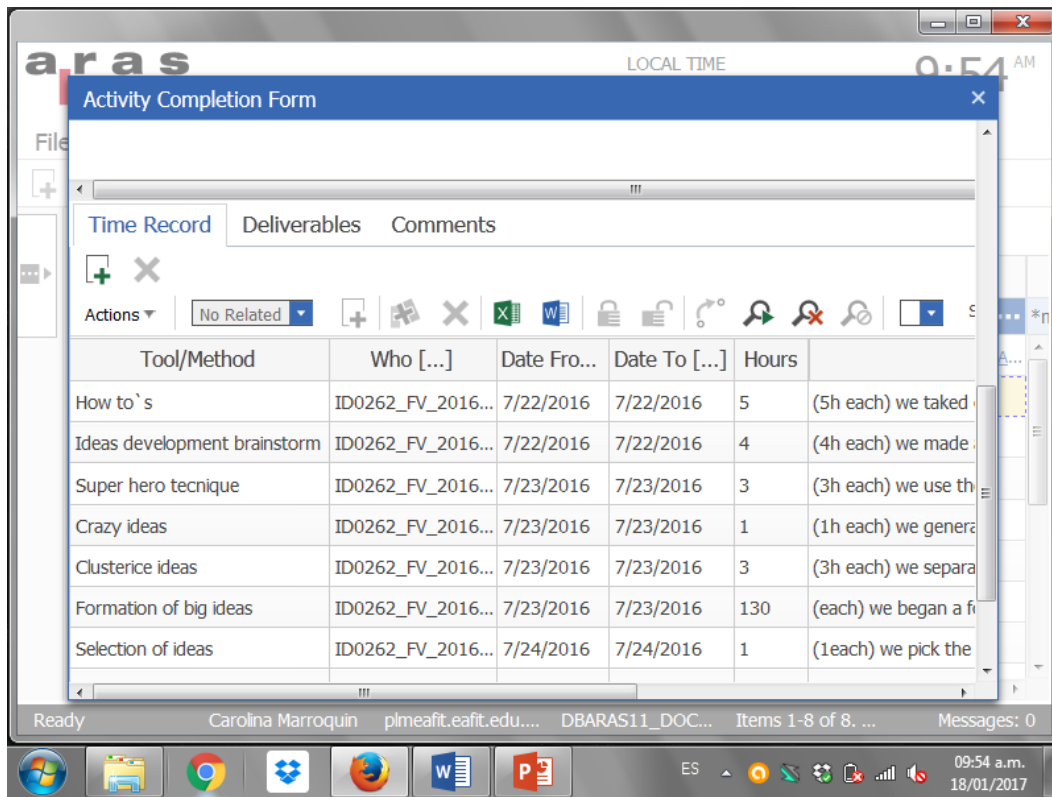 aras
LOCAL TIME
9:54 AM
Activity Completion Form
File
Time Record Deliverables Comments
Actions No Related
Tool/Method Who [...] Date Fro... Date To [...] Hours
How to`s ID0262_FV_2016... 7/22/2016 7/22/2016 5 (5h each) we taked
Ideas development brainstorm ID0262_FV_2016... 7/22/2016 7/22/2016 4 (4h each) we made
Super hero tecnique ID0262_FV_2016... 7/23/2016 7/23/2016 3 (3h each) we use
Crazy ideas ID0262_FV_2016... 7/23/2016 7/23/2016 1 (1h each) we
Clusterice ideas ID0262_FV_2016... 7/23/2016 7/23/2016 3 (3h each) we
Formation of big ideas ID0262_FV_2016... 7/23/2016 7/23/2016 130 (each) we began a
Selection of ideas ID0262_FV_2016... 7/24/2016 7/24/2016 1 (1each) we pick the
Ready Carolina Marroquin plmeafit.eafit.edu.... DBARAS11_DOC... Items 1-8 of 8. ... Messages: 0
ES 09:54 a.m.
18/01/2017